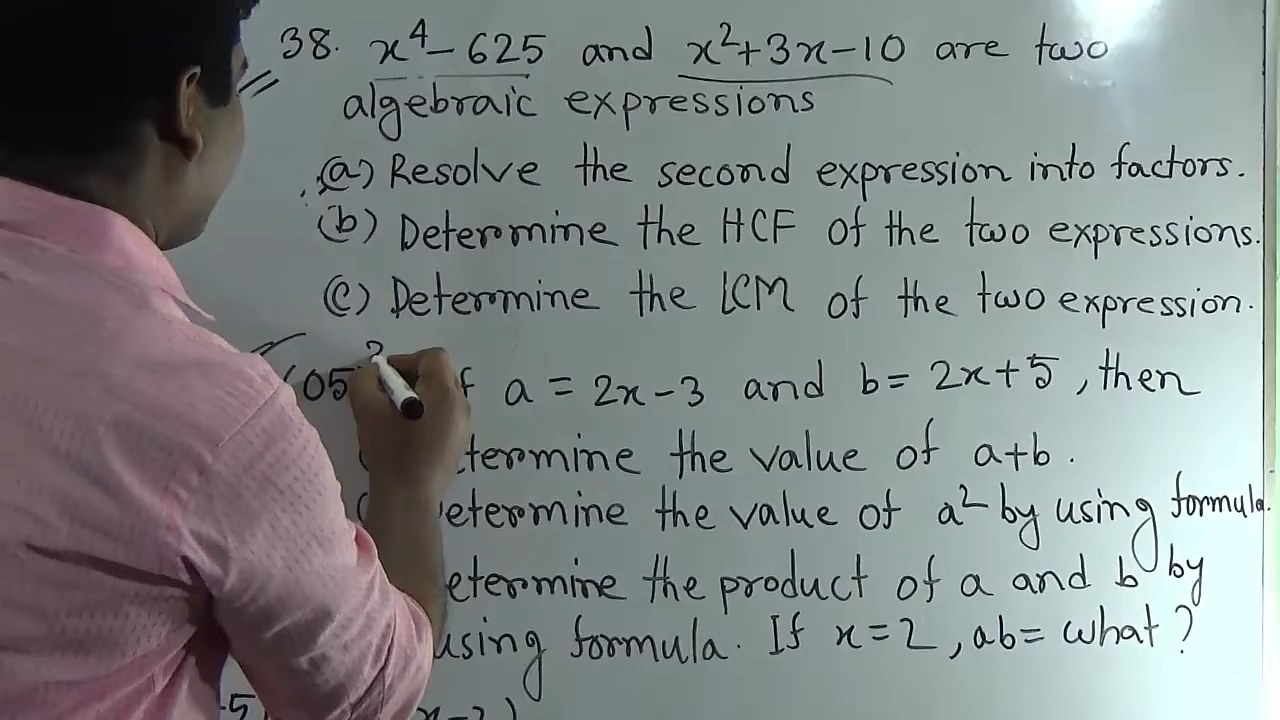 38. x⁴-625 and x²+3x-10 are two
algebraic expressions
(a) Resolve the second expression into factors.
(b) Determine the HCF of the two expressions.
(c) Determine the LCM of the two expression.
05 a = 2x-3 and b = 2x+5, then
termine the value of a+b.
etermine the value of a² by using formula.
etermine the product of a and b by
using formula. If x=2, ab= what?